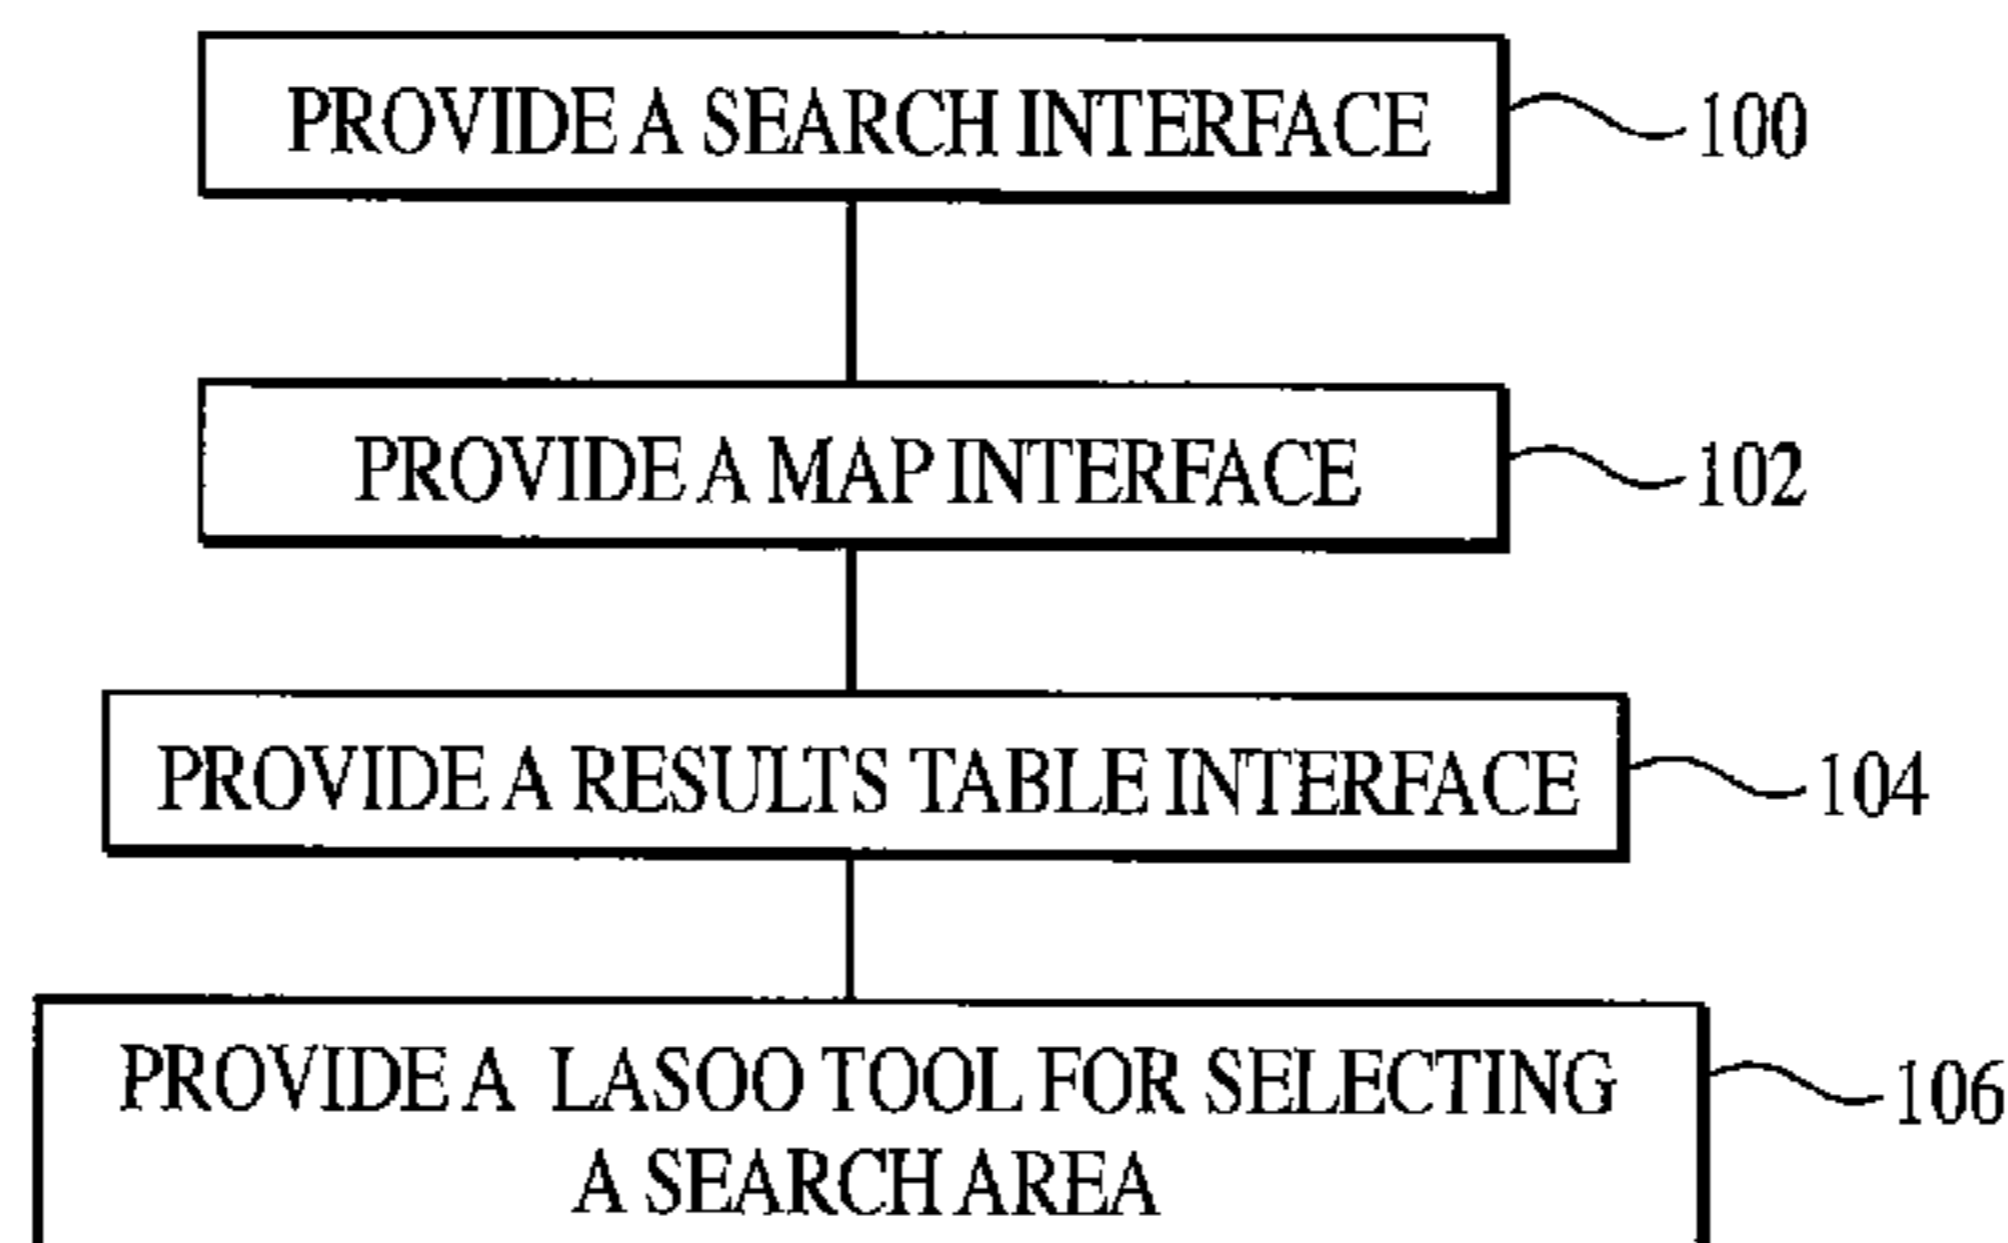 PROVIDE A SEARCH INTERFACE 100
PROVIDE A MAP INTERFACE 102
PROVIDE A RESULTS TABLE INTERFACE 104
PROVIDE A LASOO TOOL FOR SELECTING 106
A SEARCH AREA